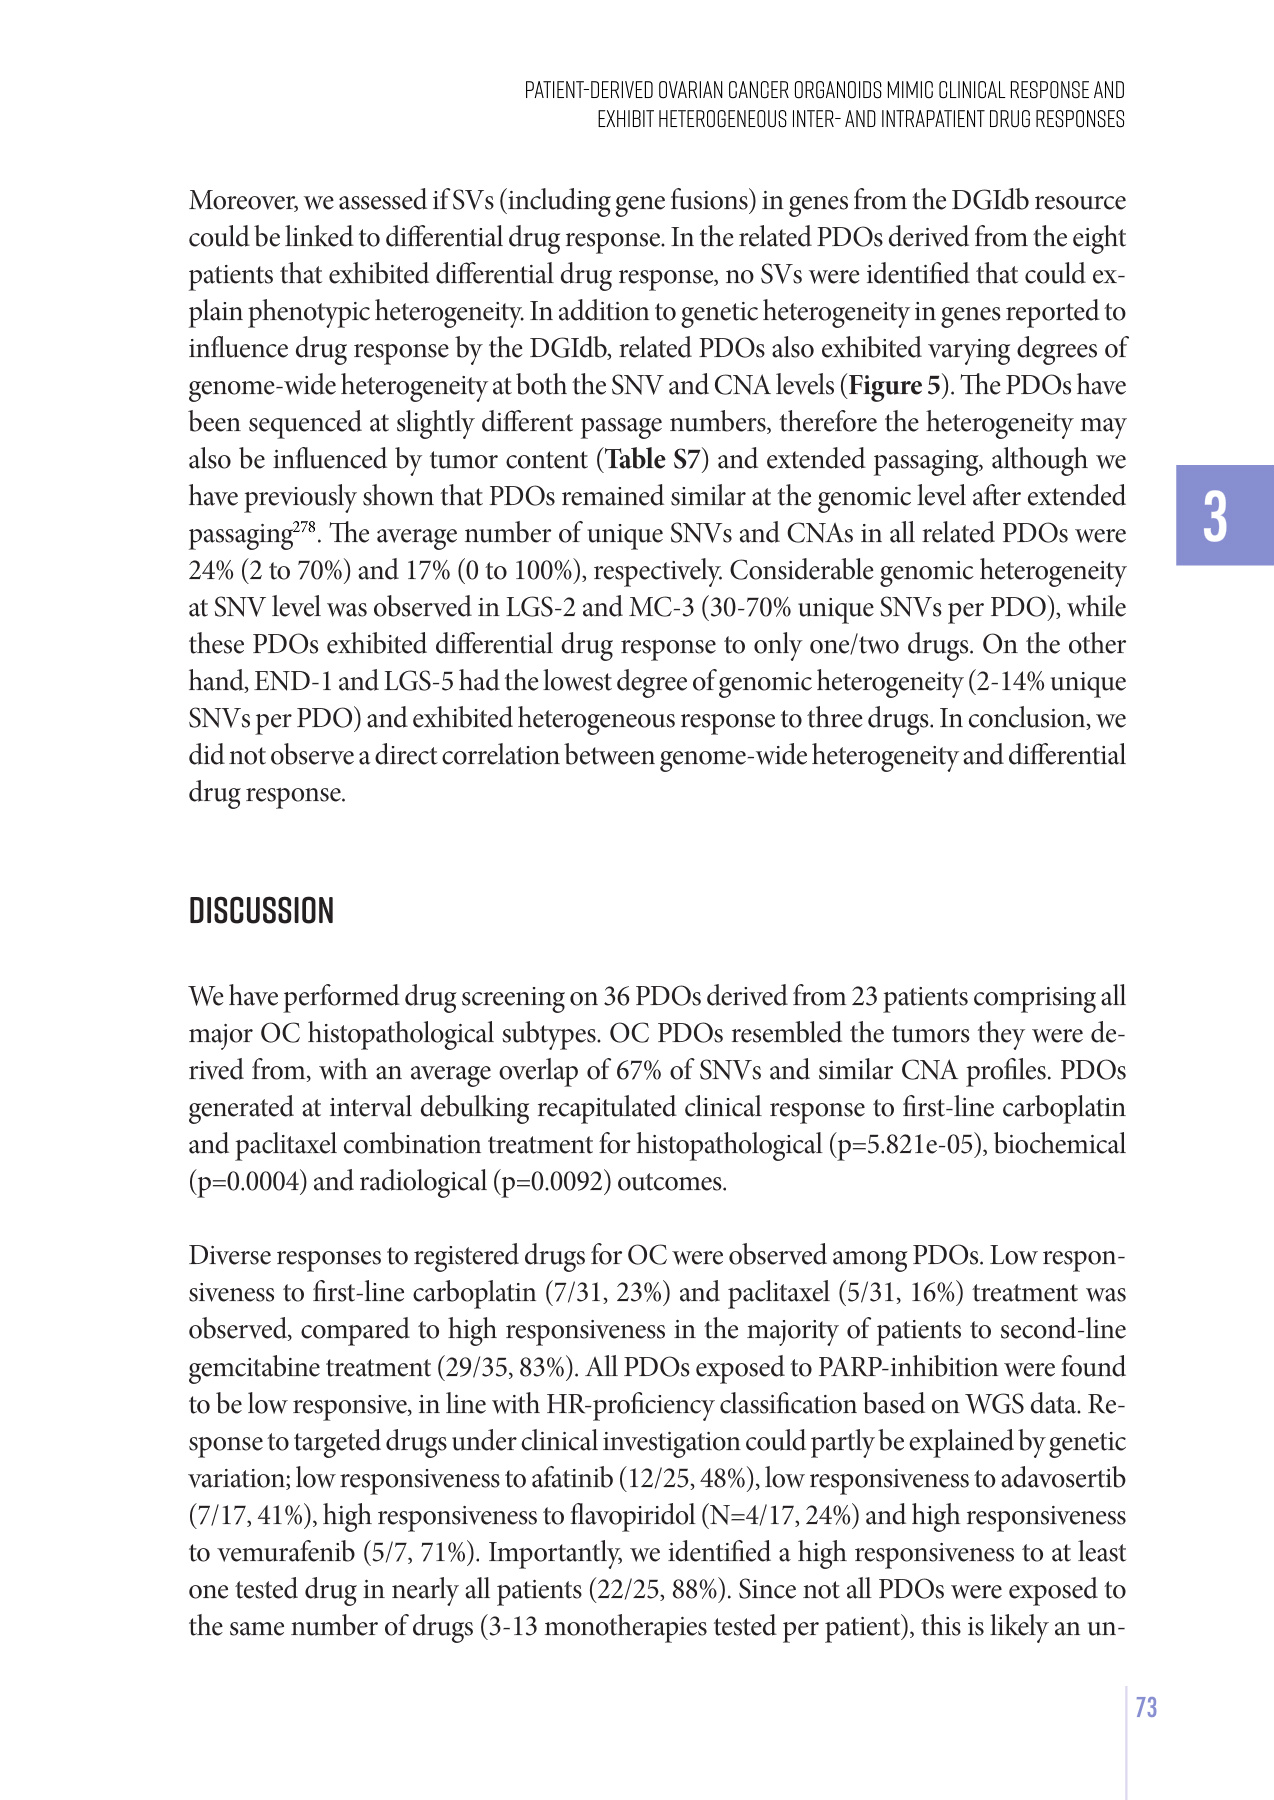 PATIENT-DERIVED OVARIAN CANCER ORGANOIDS MIMIC CLINICAL RESPONSE AND
EXHIBIT HETEROGENEOUS INTER- AND INTRAPATIENT DRUG RESPONSES
Moreover, we assessed if SVs (including gene fusions) in genes from the DGIdb resource
could be linked to differential drug response. In the related PDOs derived from the eight
patients that exhibited differential drug response, no SVs were identified that could ex-
plain phenotypic heterogeneity. In addition to genetic heterogeneity in genes reported to
influence drug response by the DGIdb, related PDOs also exhibited varying degrees of
genome-wide heterogeneity at both the SNV and CNA levels (Figure 5). The PDOs have
been sequenced at slightly different passage numbers, therefore the heterogeneity may
also be influenced by tumor content (Table S7) and extended passaging, although we
have previously shown that PDOs remained similar at the genomic level after extended
passaging278. The average number of unique SNVs and CNAs in all related PDOs were
24% (2 to 70%) and 17% (0 to 100%), respectively. Considerable genomic heterogeneity
at SNV level was observed in LGS-2 and MC-3 (30-70% unique SNVs per PDO), while
these PDOs exhibited differential drug response to only one/two drugs. On the other
hand, END-1 and LGS-5 had the lowest degree of genomic heterogeneity (2-14% unique
SNVs per PDO) and exhibited heterogeneous response to three drugs. In conclusion, we
did not observe a direct correlation between genome-wide heterogeneity and differential
drug response.
3
DISCUSSION
We have performed drug screening on 36 PDOs derived from 23 patients comprising all
major OC histopathological subtypes. OC PDOs resembled the tumors they were de-
rived from, with an average overlap of 67% of SNVs and similar CNA profiles. PDOs
generated at interval debulking recapitulated clinical response to first-line carboplatin
and paclitaxel combination treatment for histopathological (p=5.821e-05), biochemical
(p=0.0004) and radiological (p=0.0092) outcomes.
Diverse responses to registered drugs for OC were observed among PDOs. Low respon-
siveness to first-line carboplatin (7/31, 23%) and paclitaxel (5/31, 16%) treatment was
observed, compared to high responsiveness in the majority of patients to second-line
gemcitabine treatment (29/35, 83%). All PDOs exposed to PARP-inhibition were found
to be low responsive, in line with HR-proficiency classification based on WGS data. Re-
sponse to targeted drugs under clinical investigation could partly be explained by genetic
variation; low responsiveness to afatinib (12/25, 48%), low responsiveness to adavosertib
(7/17, 41%), high responsiveness to flavopiridol (N=4/17, 24%) and high responsiveness
to vemurafenib (5/7, 71%). Importantly, we identified a high responsiveness to at least
one tested drug in nearly all patients (22/25, 88%). Since not all PDOs were exposed to
the same number of drugs (3-13 monotherapies tested per patient), this is likely an un-
73